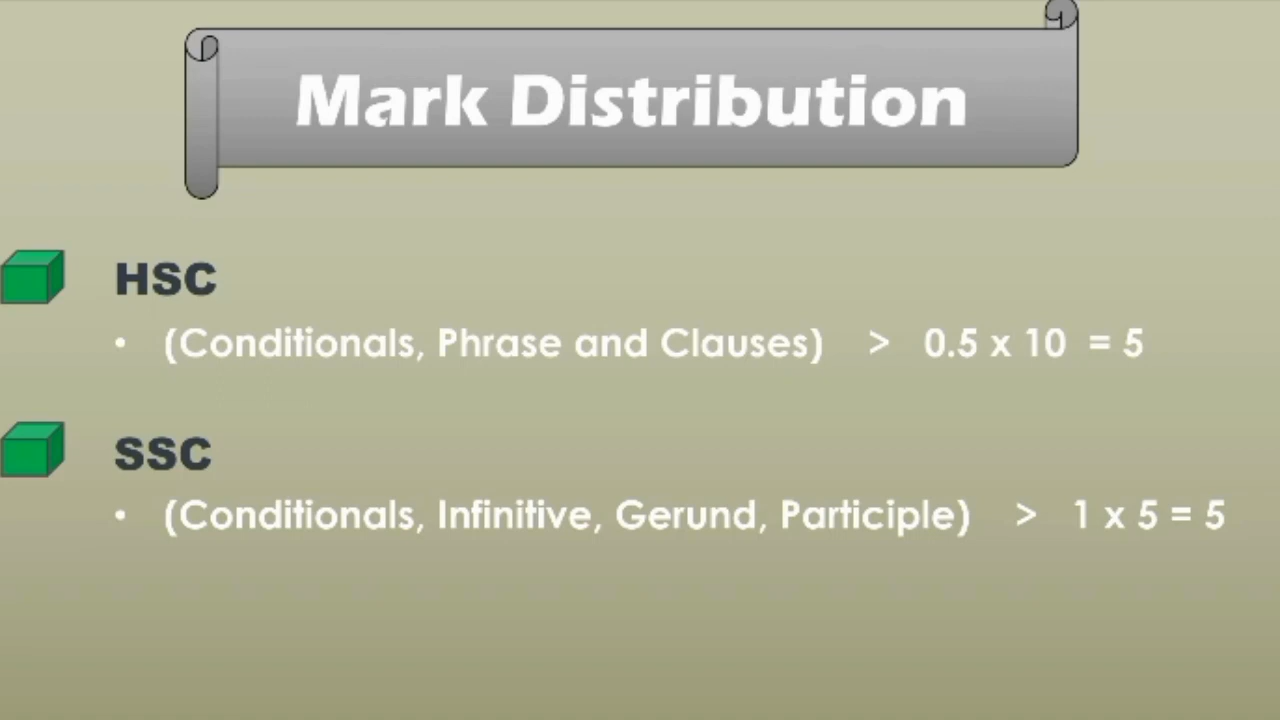 Mark Distribution
HSC
• (Conditionals, Phrase and Clauses) > 0.5 x 10 = 5
SSC
• (Conditionals, Infinitive, Gerund, Participle) > 1 x 5 = 5